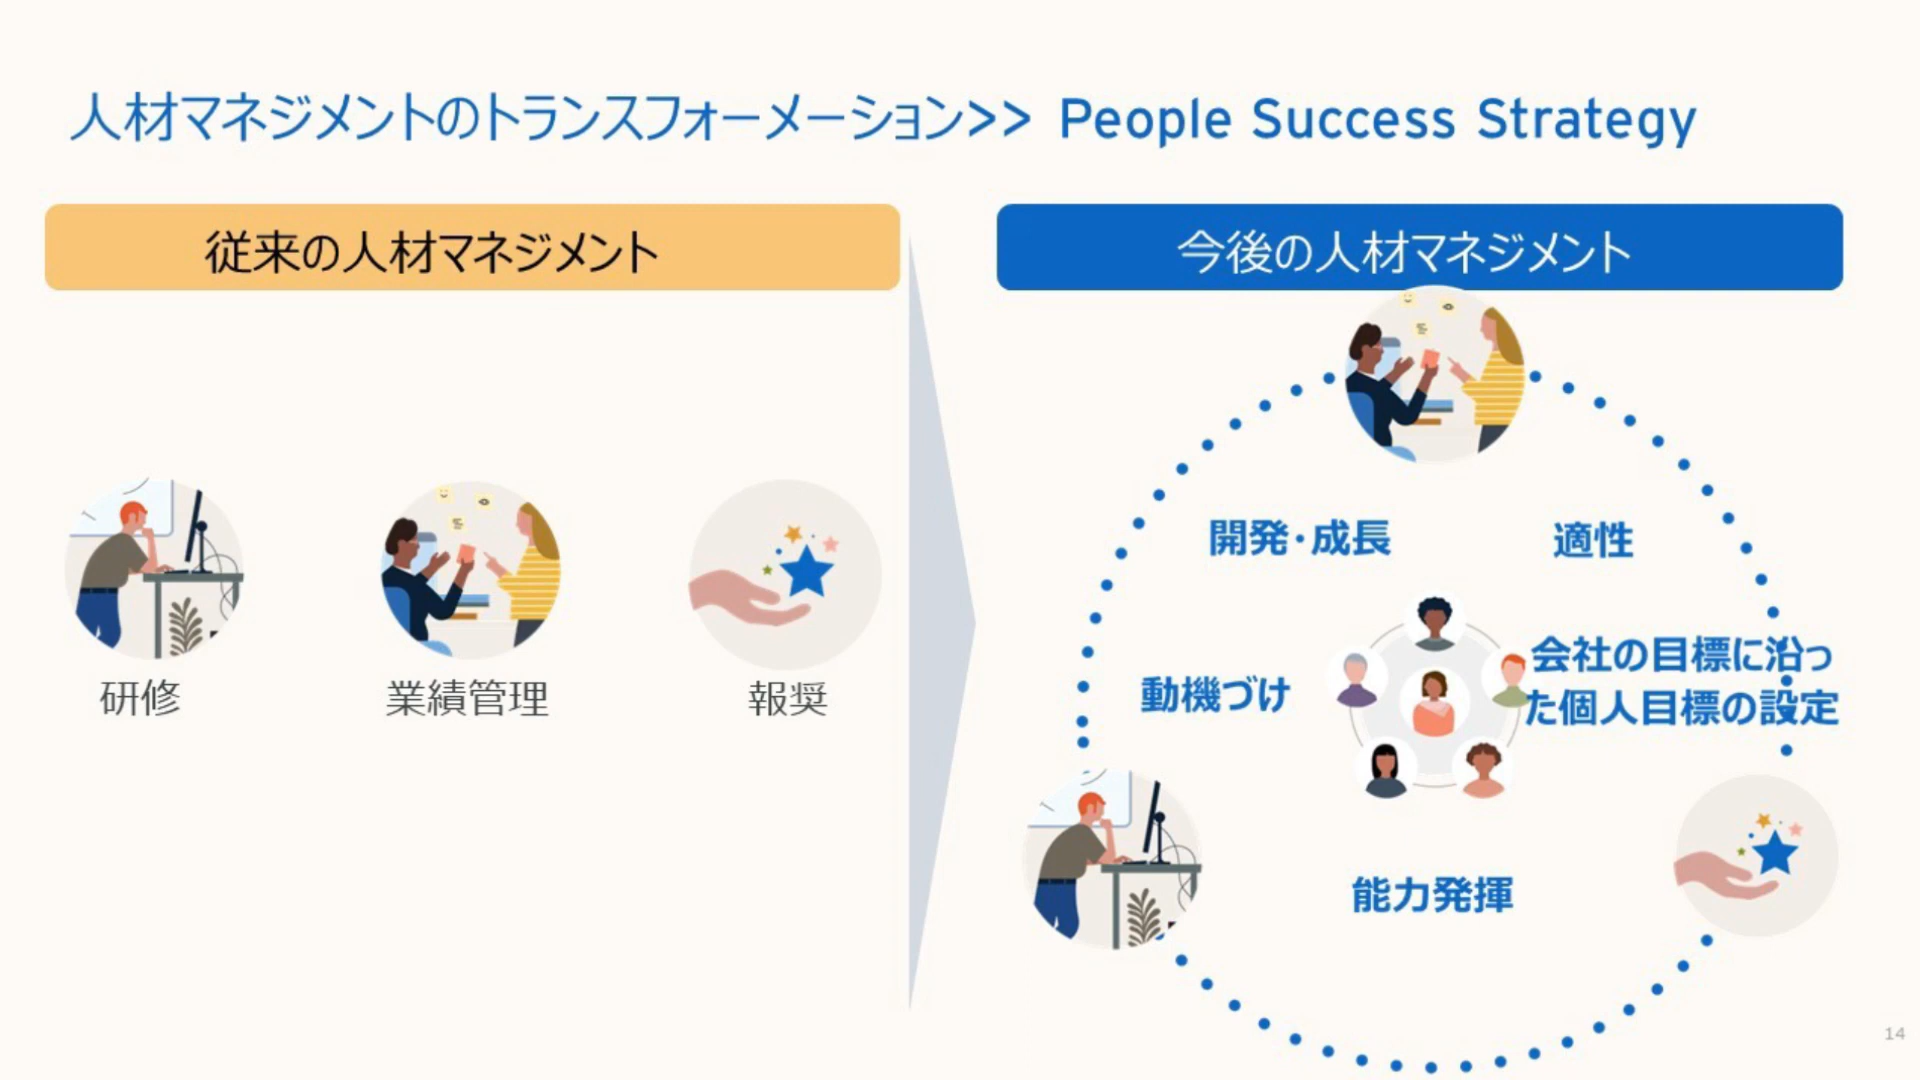 人材マネジメントのトランスフォーメーション>> People Success Strategy
従来の人材マネジメント
研修
業績管理
報奨
今後の人材マネジメント
開発・成長
適性
動機づけ
会社の目標に沿っ
た個人目標の設定
能力発揮
14